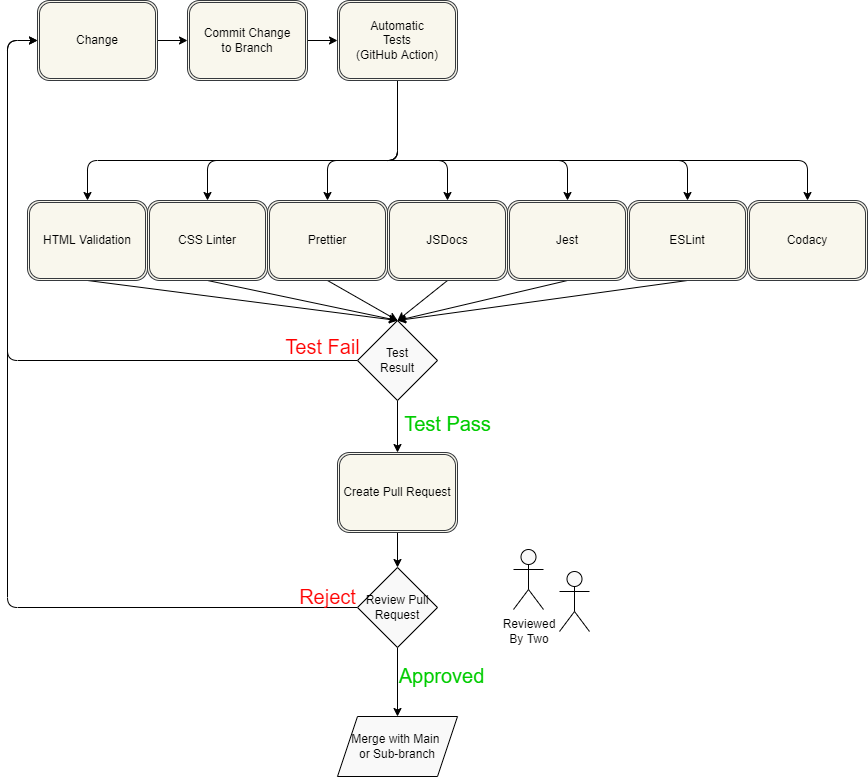 Change
Commit Change
to Branch
Automatic
Tests
(GitHub Action)
HTML Validation
CSS Linter
Prettier
JSDocs
Jest
ESLint
Codacy
Test Fail
Test
Result
Test Pass
Create Pull Request
Reject
Review Pull
Request
Reviewed
By Two
Approved
Merge with Main
or Sub-branch